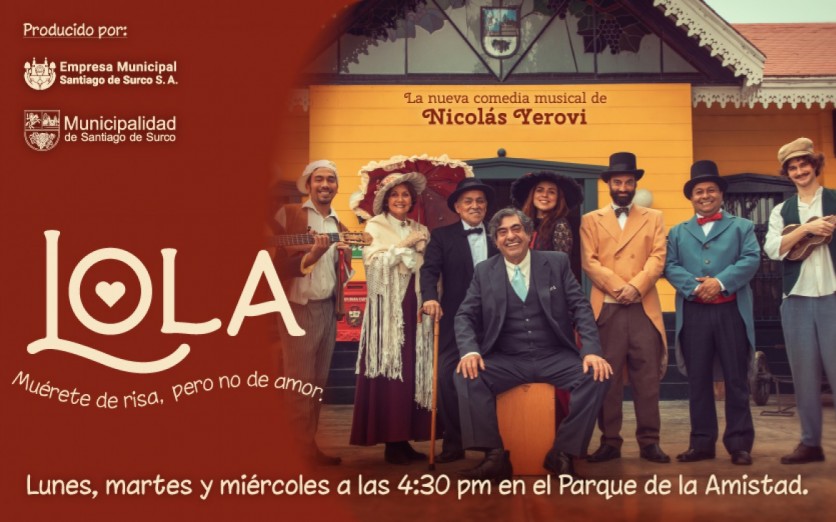 Producido por:
Empresa Municipal
Santiago de Surco S. A.
Municipalidad
de Santiago de Surco
La nueva comedia musical de
Nicolás Yerovi
LOLA
Muérete de risa, pero no de amor.
Lunes, martes y miércoles a las 4:30 pm en el Parque de la Amistad.